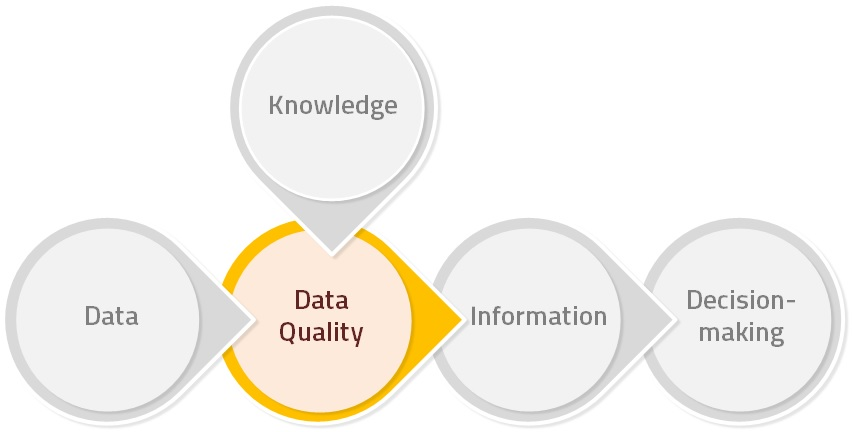 Knowledge
Data
Data
Quality
Information
Decision-
making